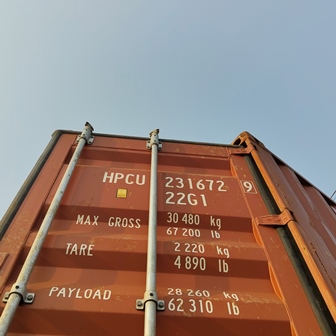 HPCU 231672 9
22G1
MAX GROSS 30 480 kg
67 200 lb
TARE 2 220 kg
4 890 lb
PAYLOAD 28 260 kg
62 310 lb